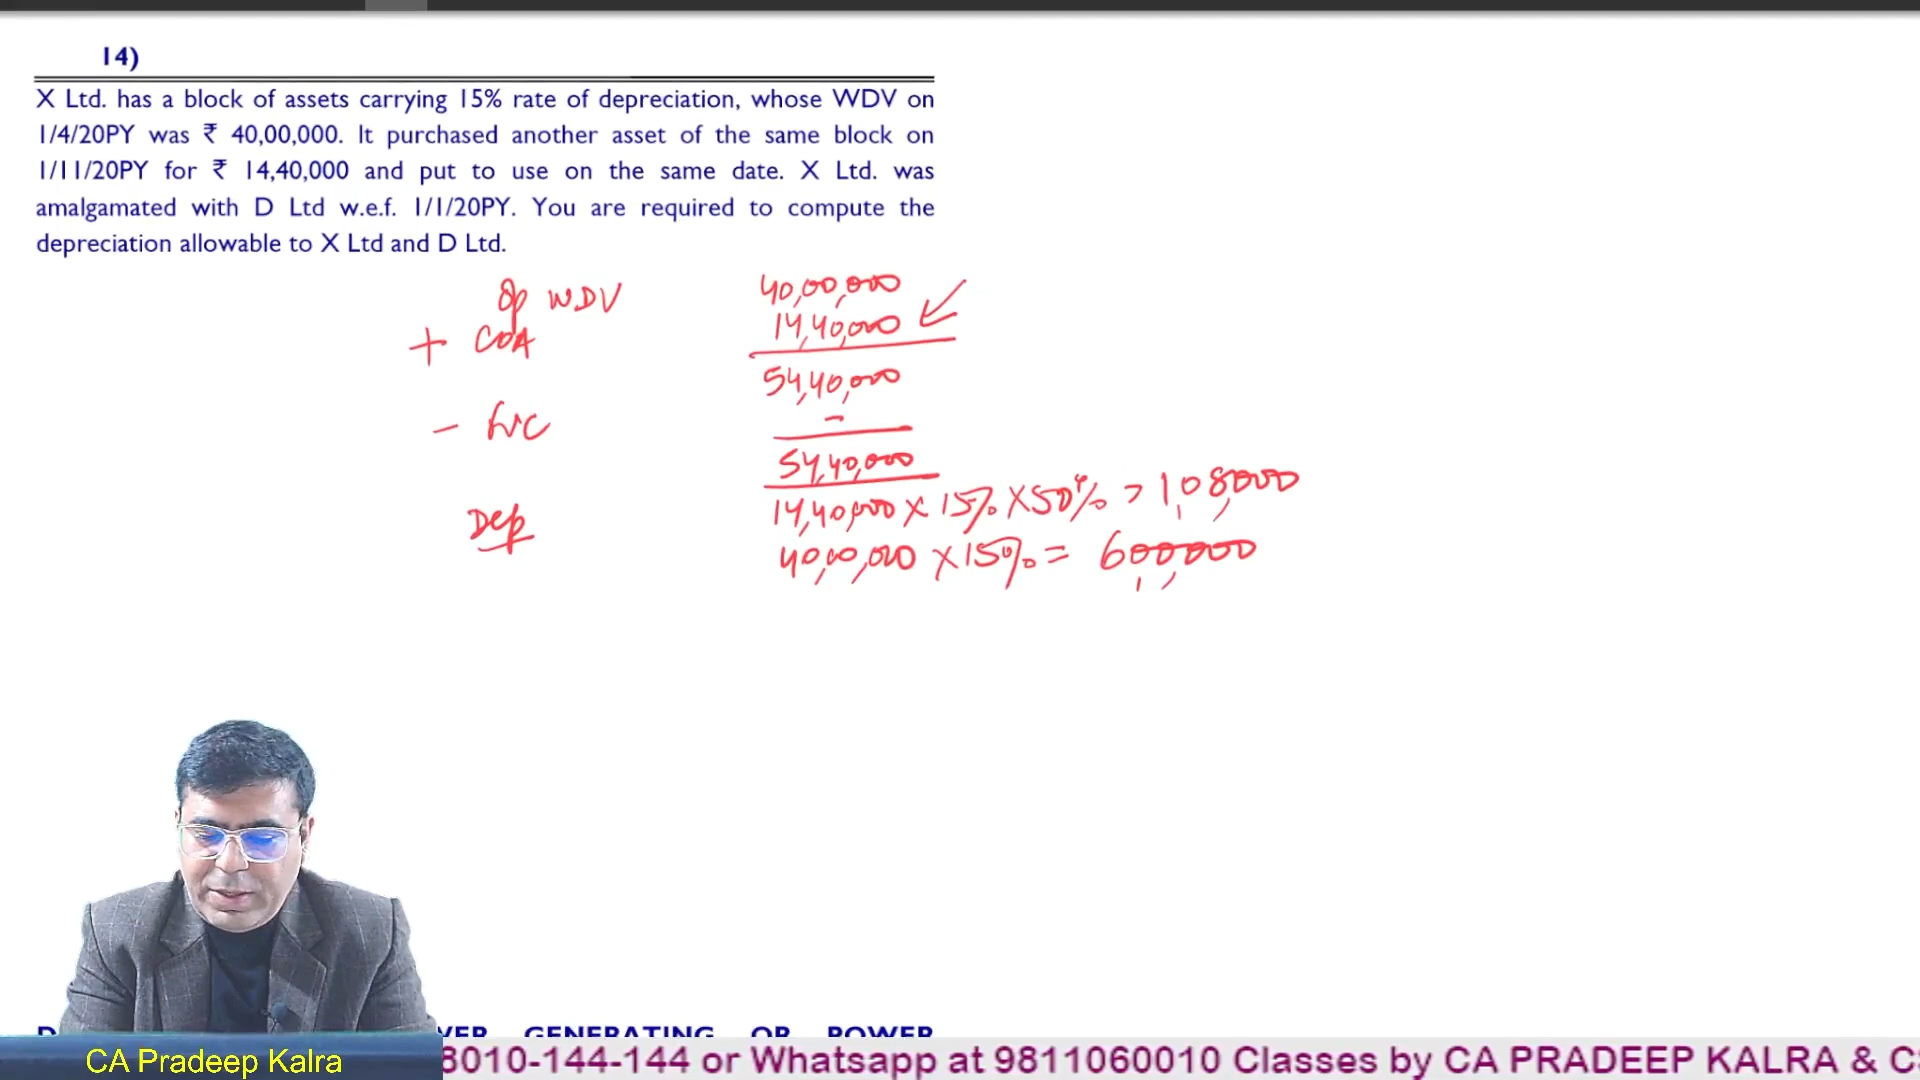 14)
X Ltd. has a block of assets carrying 15% rate of depreciation, whose WDV on
1/4/20PY was ₹ 40,00,000. It purchased another asset of the same block on
1/11/20PY for ₹ 14,40,000 and put to use on the same date. X Ltd. was
amalgamated with D Ltd w.e.f. 1/1/20PY. You are required to compute the
depreciation allowable to X Ltd and D Ltd.
Op WDV 40,00,000
+ COA 14,40,000
54,40,000
- -
54,40,000
Dep 14,40,000 x 15% x 50% = 1,08,000
40,00,000 x 15% = 6,00,000
GENERATING OR POWER
CA Pradeep Kalra
8010-144-144 or Whatsapp at 9811060010 Classes by CA PRADEEP KALRA &